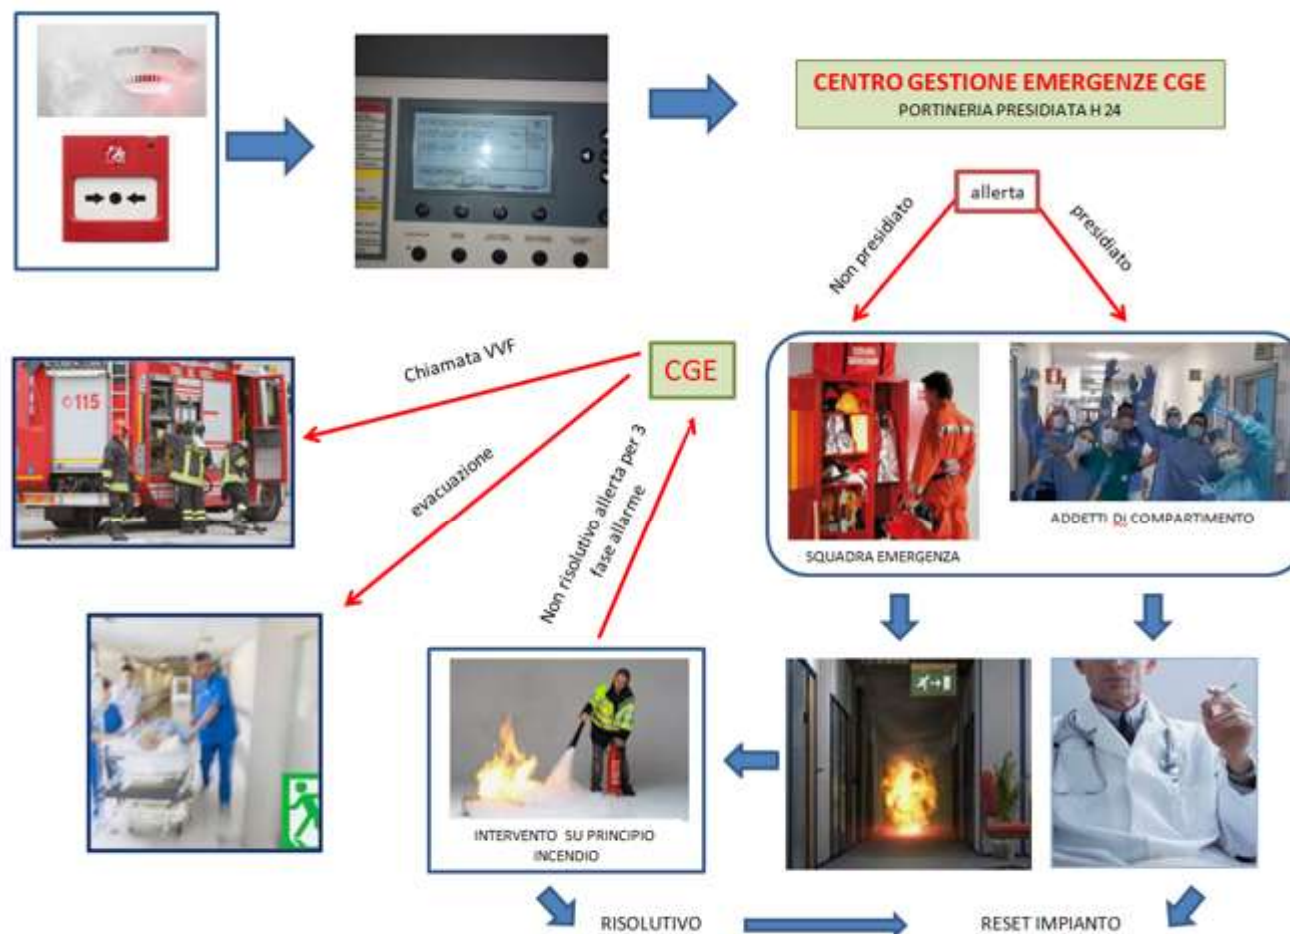 CENTRO GESTIONE EMERGENZE CGE
PORTINERIA PRESIDIATA H 24
allerta
Non presidiato
presidiato
Chiamata VVF
CGE
115
evacuazione
Non risolutivo allerta per 3
fase allarme
SQUADRA EMERGENZA
ADDETTI DI COMPARTIMENTO
INTERVENTO SU PRINCIPIO
INCENDIO
RISOLUTIVO
RESET IMPIANTO